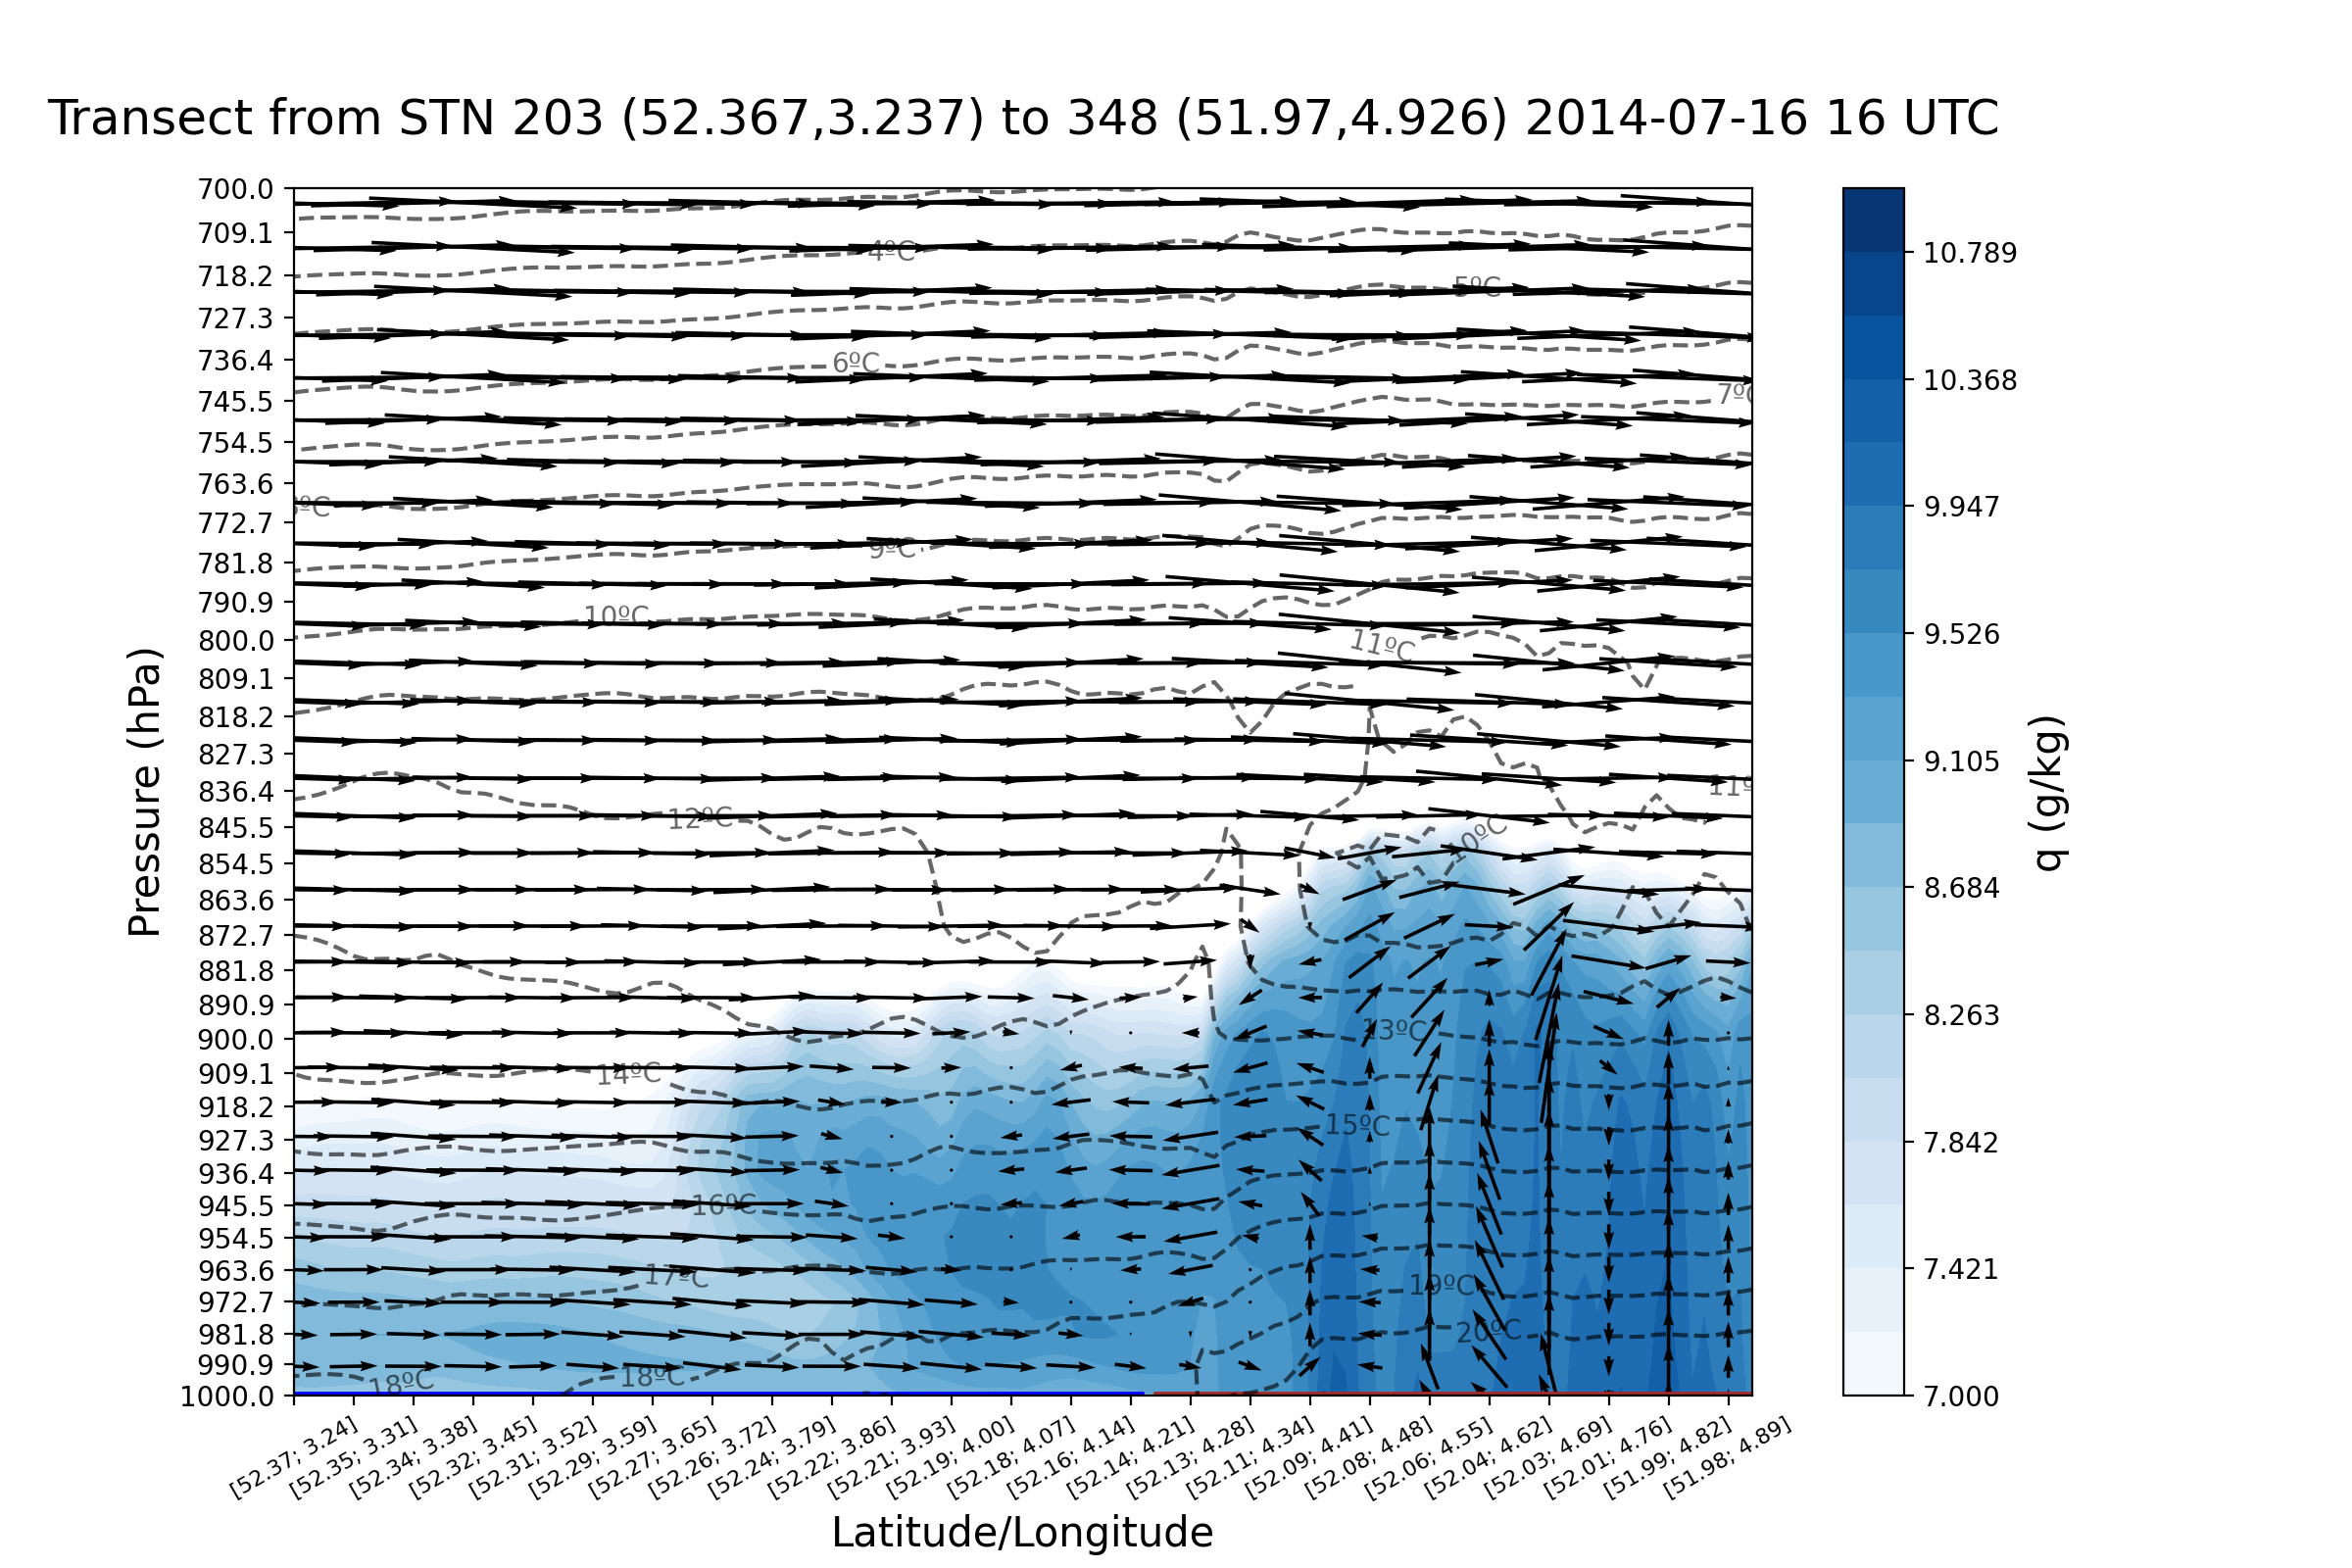 Transect from STN 203 (52.367,3.237) to 348 (51.97,4.926) 2014-07-16 16 UTC
700.0
709.1
718.2
727.3
736.4
745.5
754.5
763.6
772.7
781.8
790.9
800.0
809.1
818.2
827.3
836.4
845.5
854.5
863.6
872.7
881.8
890.9
900.0
909.1
918.2
927.3
936.4
945.5
954.5
963.6
972.7
981.8
990.9
1000.0
Pressure (hPa)
4ºC
5ºC
6ºC
7º
ºC
9ºC
10ºC
11ºC
11º
12ºC
10ºC
13ºC
14ºC
15ºC
16ºC
17ºC
19ºC
20ºC
18ºC
18ºC
[52.37; 3.24]
[52.35; 3.31]
[52.34; 3.38]
[52.32; 3.45]
[52.31; 3.52]
[52.29; 3.59]
[52.27; 3.65]
[52.26; 3.72]
[52.24; 3.79]
[52.22; 3.86]
[52.21; 3.93]
[52.19; 4.00]
[52.18; 4.07]
[52.16; 4.14]
[52.14; 4.21]
[52.13; 4.28]
[52.11; 4.34]
[52.09; 4.41]
[52.08; 4.48]
[52.06; 4.55]
[52.04; 4.62]
[52.03; 4.69]
[52.01; 4.76]
[51.99; 4.82]
[51.98; 4.89]
Latitude/Longitude
10.789
10.368
9.947
9.526
9.105
8.684
8.263
7.842
7.421
7.000
q (g/kg)